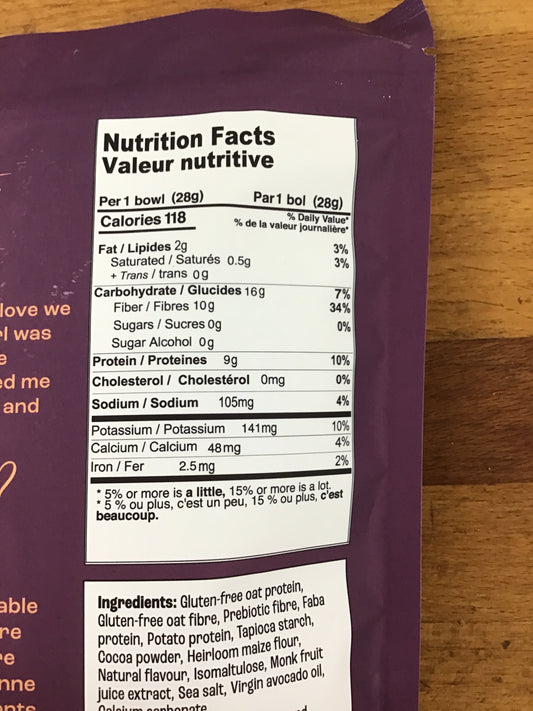 Nutrition Facts
Valeur nutritive
Per 1 bowl (28g) Par 1 bol (28g)
Calories 118 % Daily Value*
% de la valeur journalière*
Fat / Lipides 2g 3%
Saturated / Saturés 0.5g 3%
+ Trans / trans 0g
Carbohydrate / Glucides 16g 7%
Fiber / Fibres 10g 34%
Sugars / Sucres 0g 0%
Sugar Alcohol 0g
Protein / Proteines 9g 10%
Cholesterol / Cholestérol 0mg 0%
Sodium / Sodium 105mg 4%
Potassium / Potassium 141mg 10%
Calcium / Calcium 48mg 4%
Iron / Fer 2.5mg 2%
* 5% or more is a little, 15% or more is a lot.
* 5 % ou plus, c'est un peu, 15 % ou plus, c'est
beaucoup.
Ingredients: Gluten-free oat protein,
Gluten-free oat fibre, Prebiotic fibre, Faba
protein, Potato protein, Tapioca starch,
Cocoa powder, Heirloom maize flour,
Natural flavour, Isomaltulose, Monk fruit
juice extract, Sea salt, Virgin avocado oil,
Calcium carbonate
love we
was
me
and